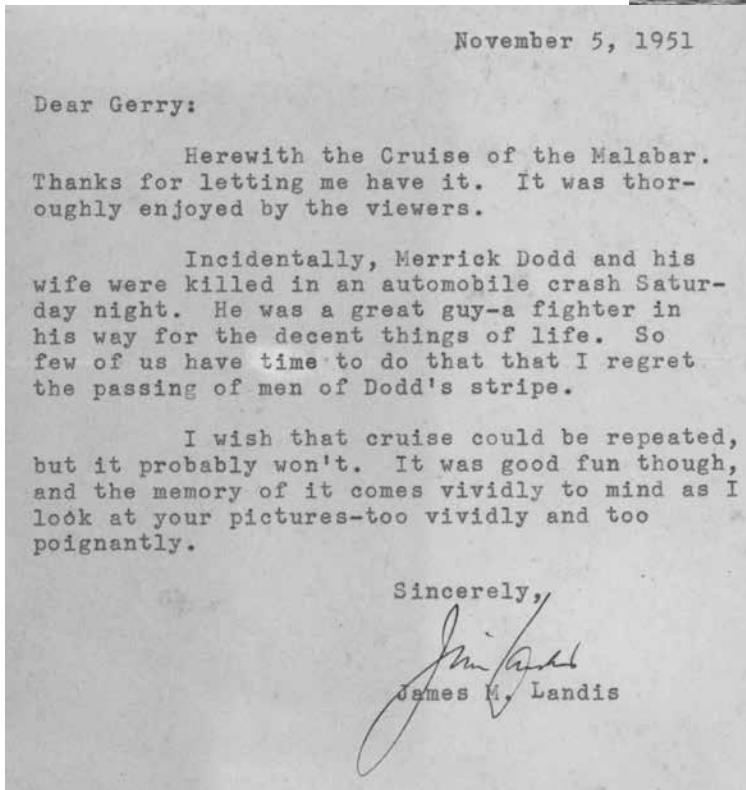 November 5, 1951
Dear Gerry:
Herewith the Cruise of the Malabar.
Thanks for letting me have it. It was thor-
oughly enjoyed by the viewers.
Incidentally, Merrick Dodd and his
wife were killed in an automobile crash Satur-
day night. He was a great guy-a fighter in
his way for the decent things of life. So
few of us have time to do that that I regret
the passing of men of Dodd's stripe.
I wish that cruise could be repeated,
but it probably won't. It was good fun though,
and the memory of it comes vividly to mind as I
look at your pictures-too vividly and too
poignantly.
Sincerely,
Jim Landis
James M. Landis